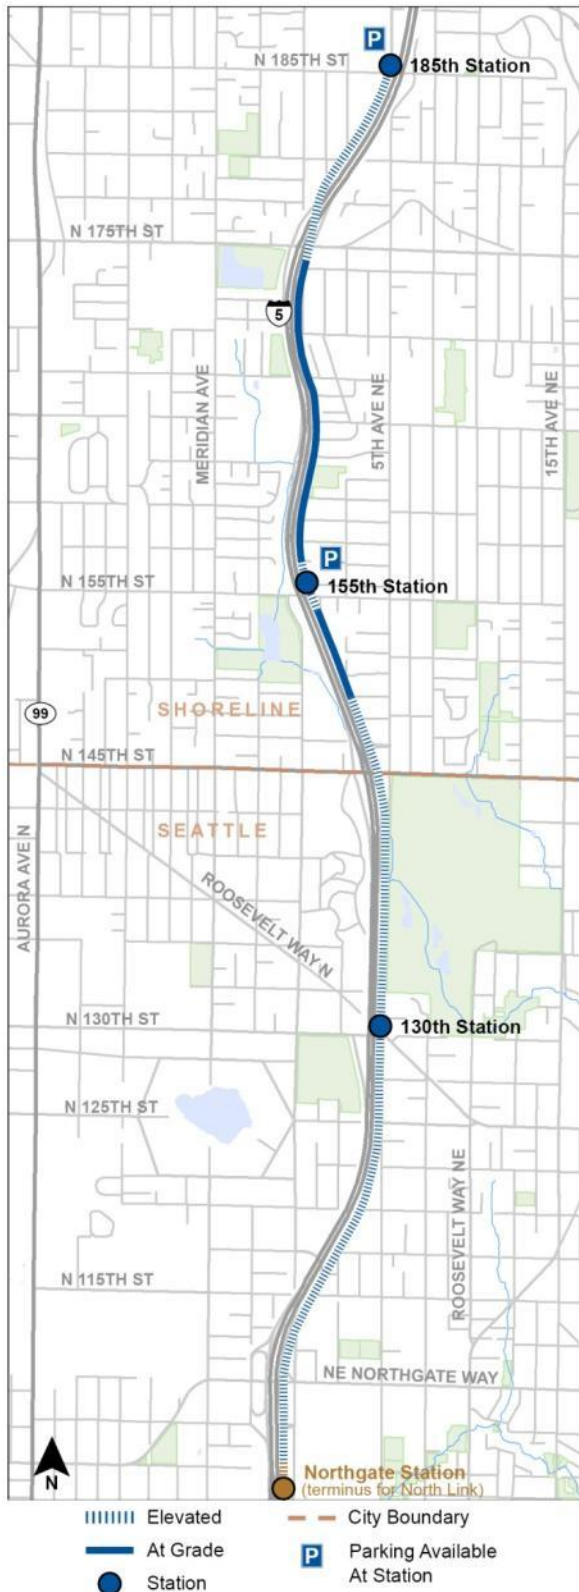 P
N 185TH ST
185th Station
N 175TH ST
5
MERIDIAN AVE
5TH AVE NE
15TH AVE NE
P
N 155TH ST
155th Station
SHORELINE
99
N 145TH ST
SEATTLE
AURORA AVE N
ROOSEVELT WAY N
N 130TH ST
130th Station
N 125TH ST
ROOSEVELT WAY NE
N 115TH ST
NE NORTHGATE WAY
N
Northgate Station
(terminus for North Link)
Elevated
City Boundary
At Grade
P
Parking Available
At Station
Station